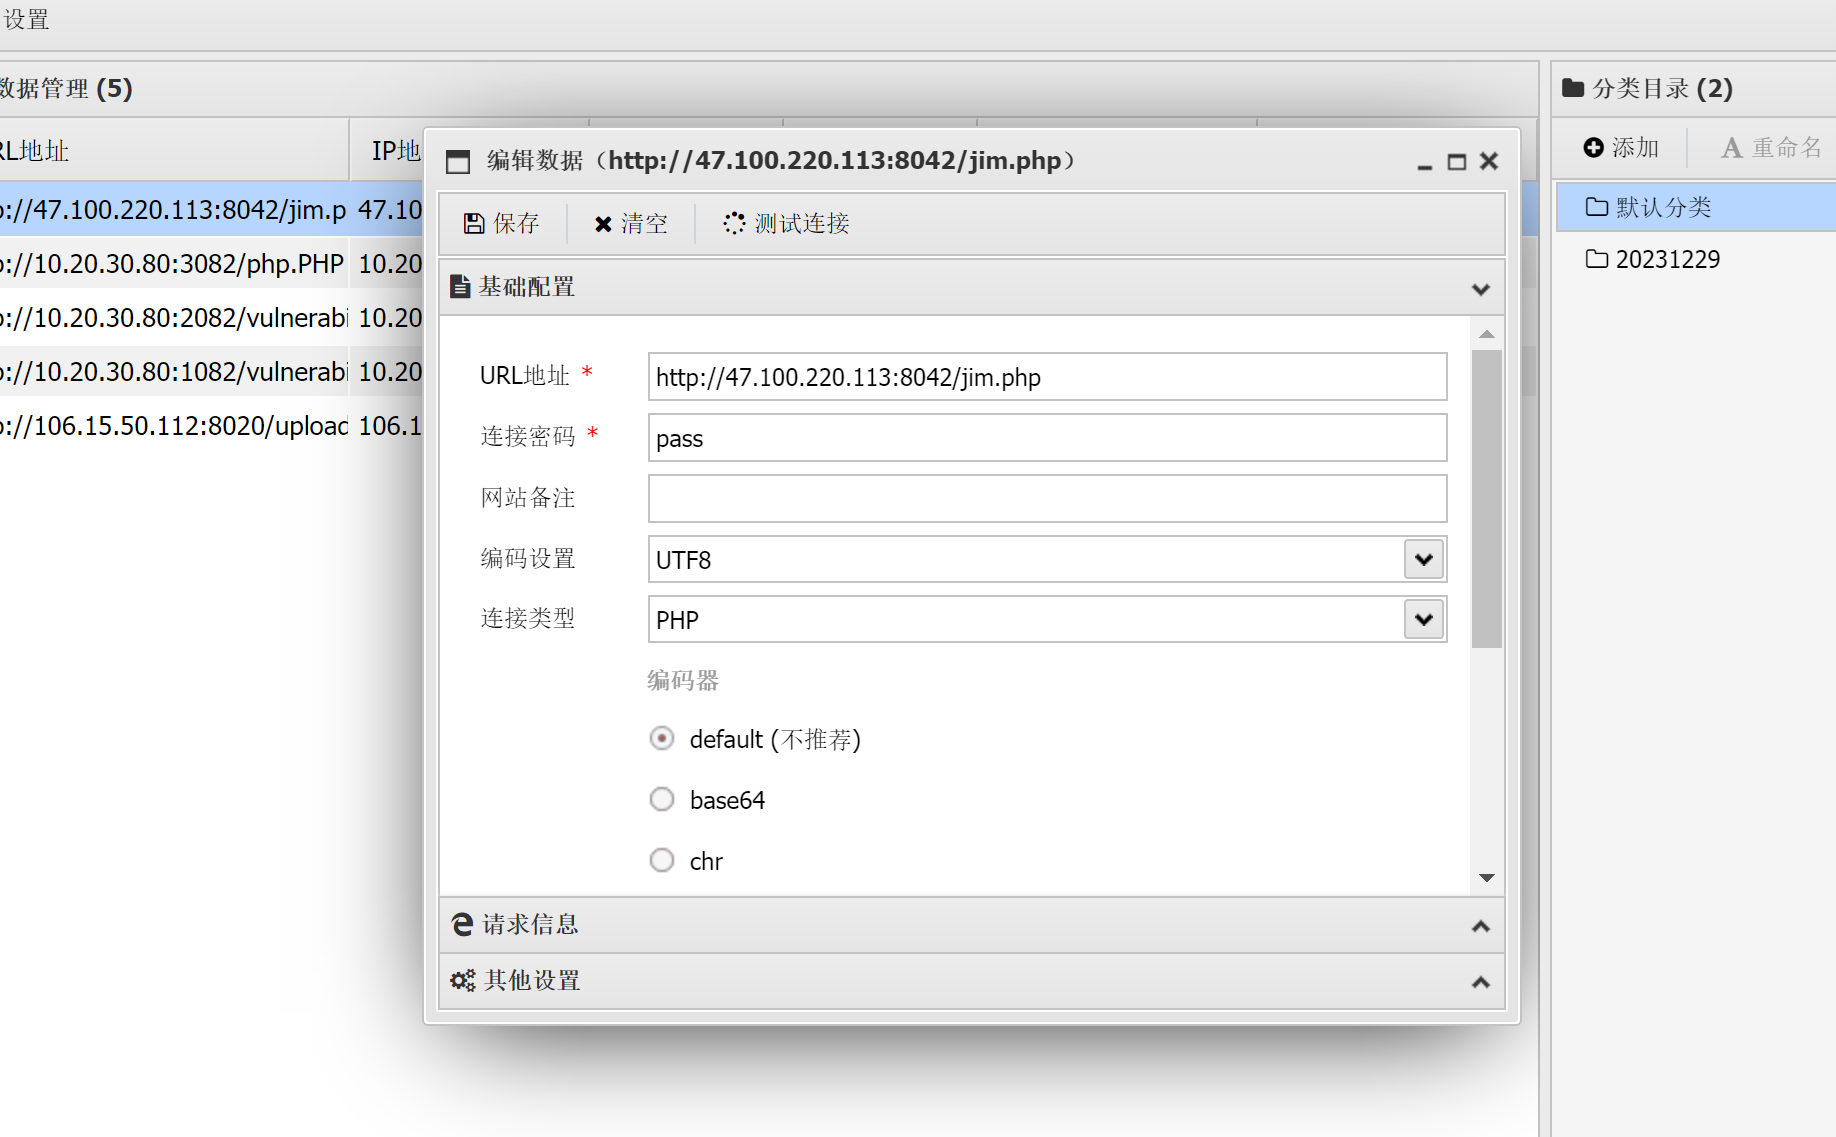 设置
数据管理 (5)
RL地址
IP地
p://47.100.220.113:8042/jim.p 47.10
p://10.20.30.80:3082/php.PHP 10.20
p://10.20.30.80:2082/vulnerabi 10.20
p://10.20.30.80:1082/vulnerabi 10.20
p://106.15.50.112:8020/upload 106.1
编辑数据（http://47.100.220.113:8042/jim.php）
保存
清空
测试连接
基础配置
URL地址 * http://47.100.220.113:8042/jim.php
连接密码 * pass
网站备注
编码设置 UTF8
连接类型 PHP
编码器
default (不推荐)
base64
chr
请求信息
其他设置
分类目录 (2)
添加
A 重命名
默认分类
20231229